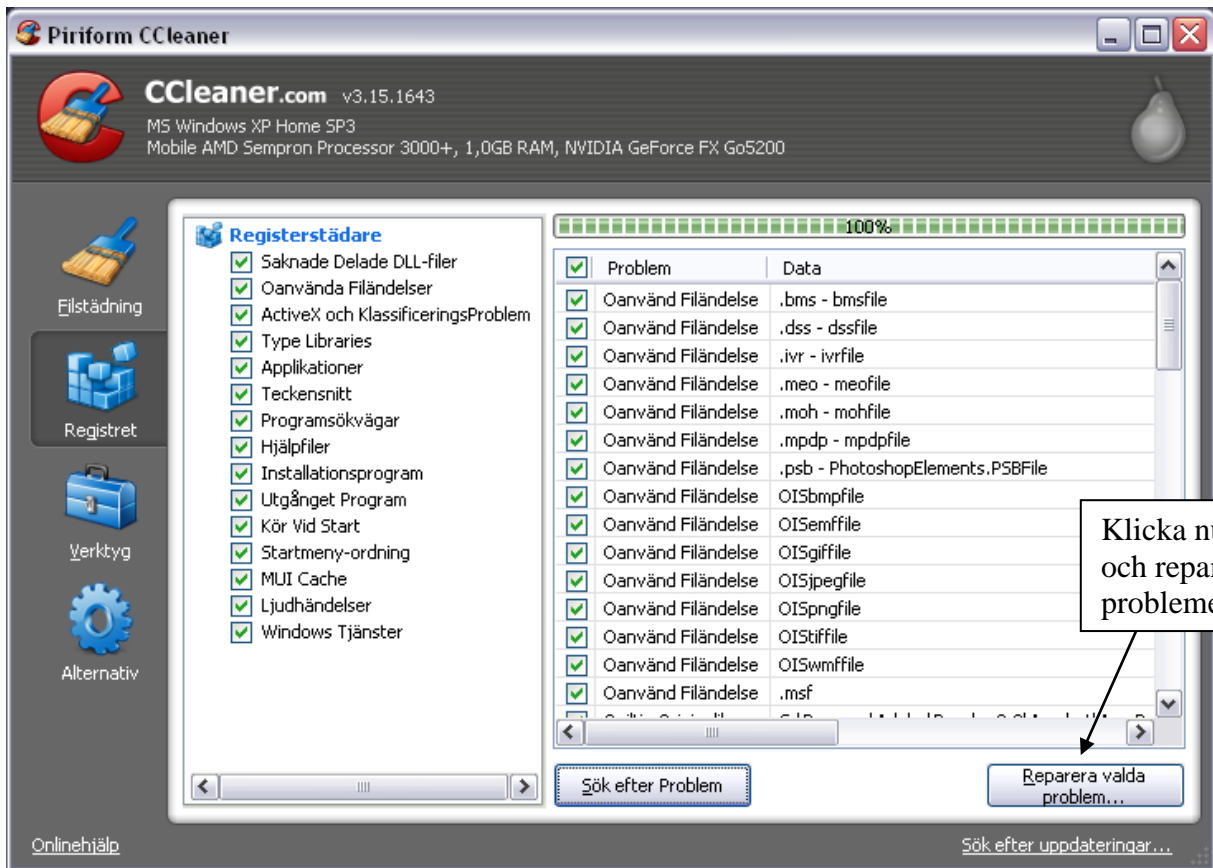 Piriform CCleaner
CCleaner.com v3.15.1643
MS Windows XP Home SP3
Mobile AMD Sempron Processor 3000+, 1,0GB RAM, NVIDIA GeForce FX Go5200
Filstädning
Registret
Verktyg
Alternativ
Registerstädare
Saknade Delade DLL-filer
Oanvända Filändelser
ActiveX och KlassificeringsProblem
Type Libraries
Applikationer
Teckensnitt
Programsökvägar
Hjälpfiler
Installationsprogram
Utgånget Program
Kör Vid Start
Startmeny-ordning
MUI Cache
Ljudhändelser
Windows Tjänster
100%
Problem Data
Oanvänd Filändelse .bms - bmsfile
Oanvänd Filändelse .dss - dssfile
Oanvänd Filändelse .ivr - ivrfile
Oanvänd Filändelse .meo - meofile
Oanvänd Filändelse .moh - mohfile
Oanvänd Filändelse .mpdp - mpdpfile
Oanvänd Filändelse .psb - PhotoshopElements.PSBFile
Oanvänd Filändelse OISbmpfile
Oanvänd Filändelse OISemffile
Oanvänd Filändelse OISgiffile
Oanvänd Filändelse OISjpegfile
Oanvänd Filändelse OISpngfile
Oanvänd Filändelse OIStiffile
Oanvänd Filändelse OISwmffile
Oanvänd Filändelse .msf
Klicka
och
Sök efter Problem
Reparera valda
problem...
Onlinehjälp
Sök efter uppdateringar...